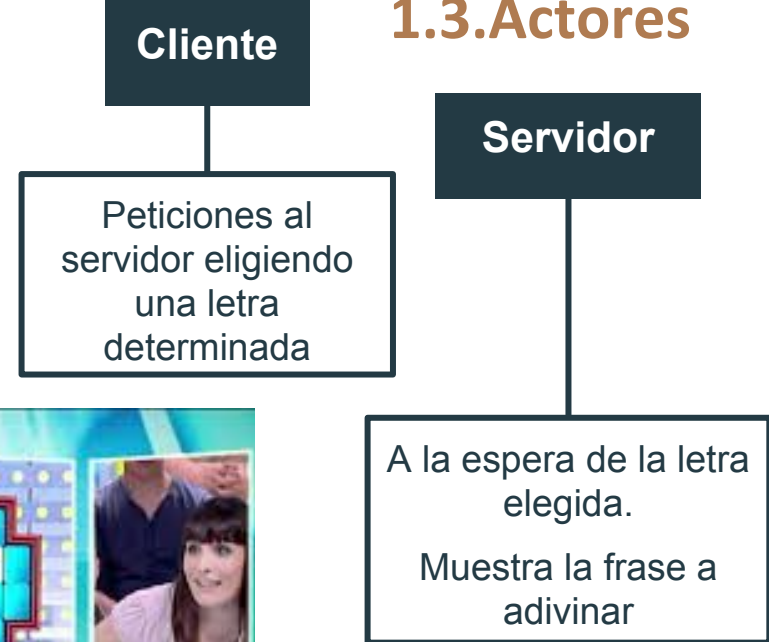 1.3.Actores
Cliente
Peticiones al
servidor eligiendo
una letra
determinada
Servidor
A la espera de la letra
elegida.
Muestra la frase a
adivinar